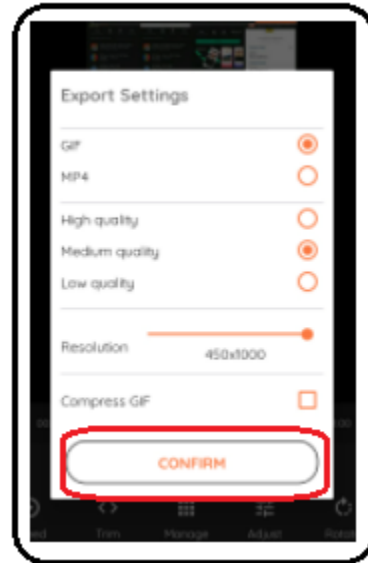 Export Settings
GIF
MP4
High quality
Medium quality
Low quality
Resolution
450x1000
Compress GIF
CONFIRM
Trim
Manage
Adjust